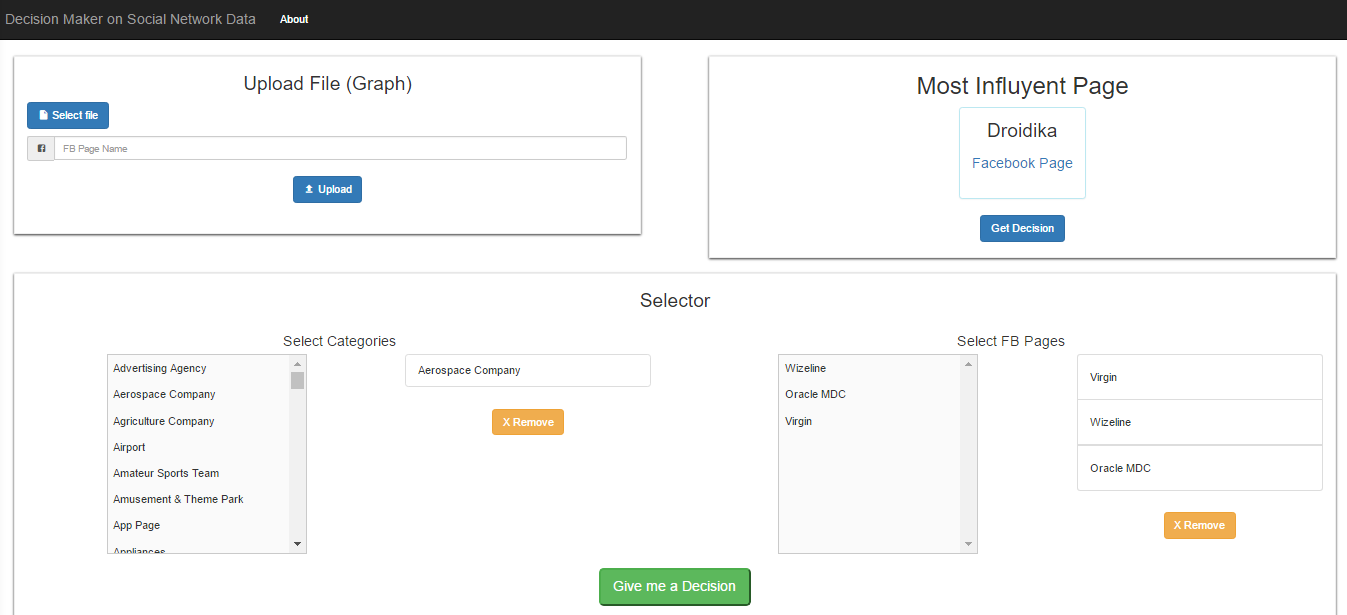 Decision Maker on Social Network Data About
Upload File (Graph)
Select file
FB Page Name
Upload
Most Influyent Page
Droidika
Facebook Page
Get Decision
Selector
Select Categories
Advertising Agency
Aerospace Company
Agriculture Company
Airport
Amateur Sports Team
Amusement & Theme Park
App Page
Appliances
Aerospace Company
X Remove
Select FB Pages
Wizeline
Oracle MDC
Virgin
Virgin
Wizeline
Oracle MDC
X Remove
Give me a Decision